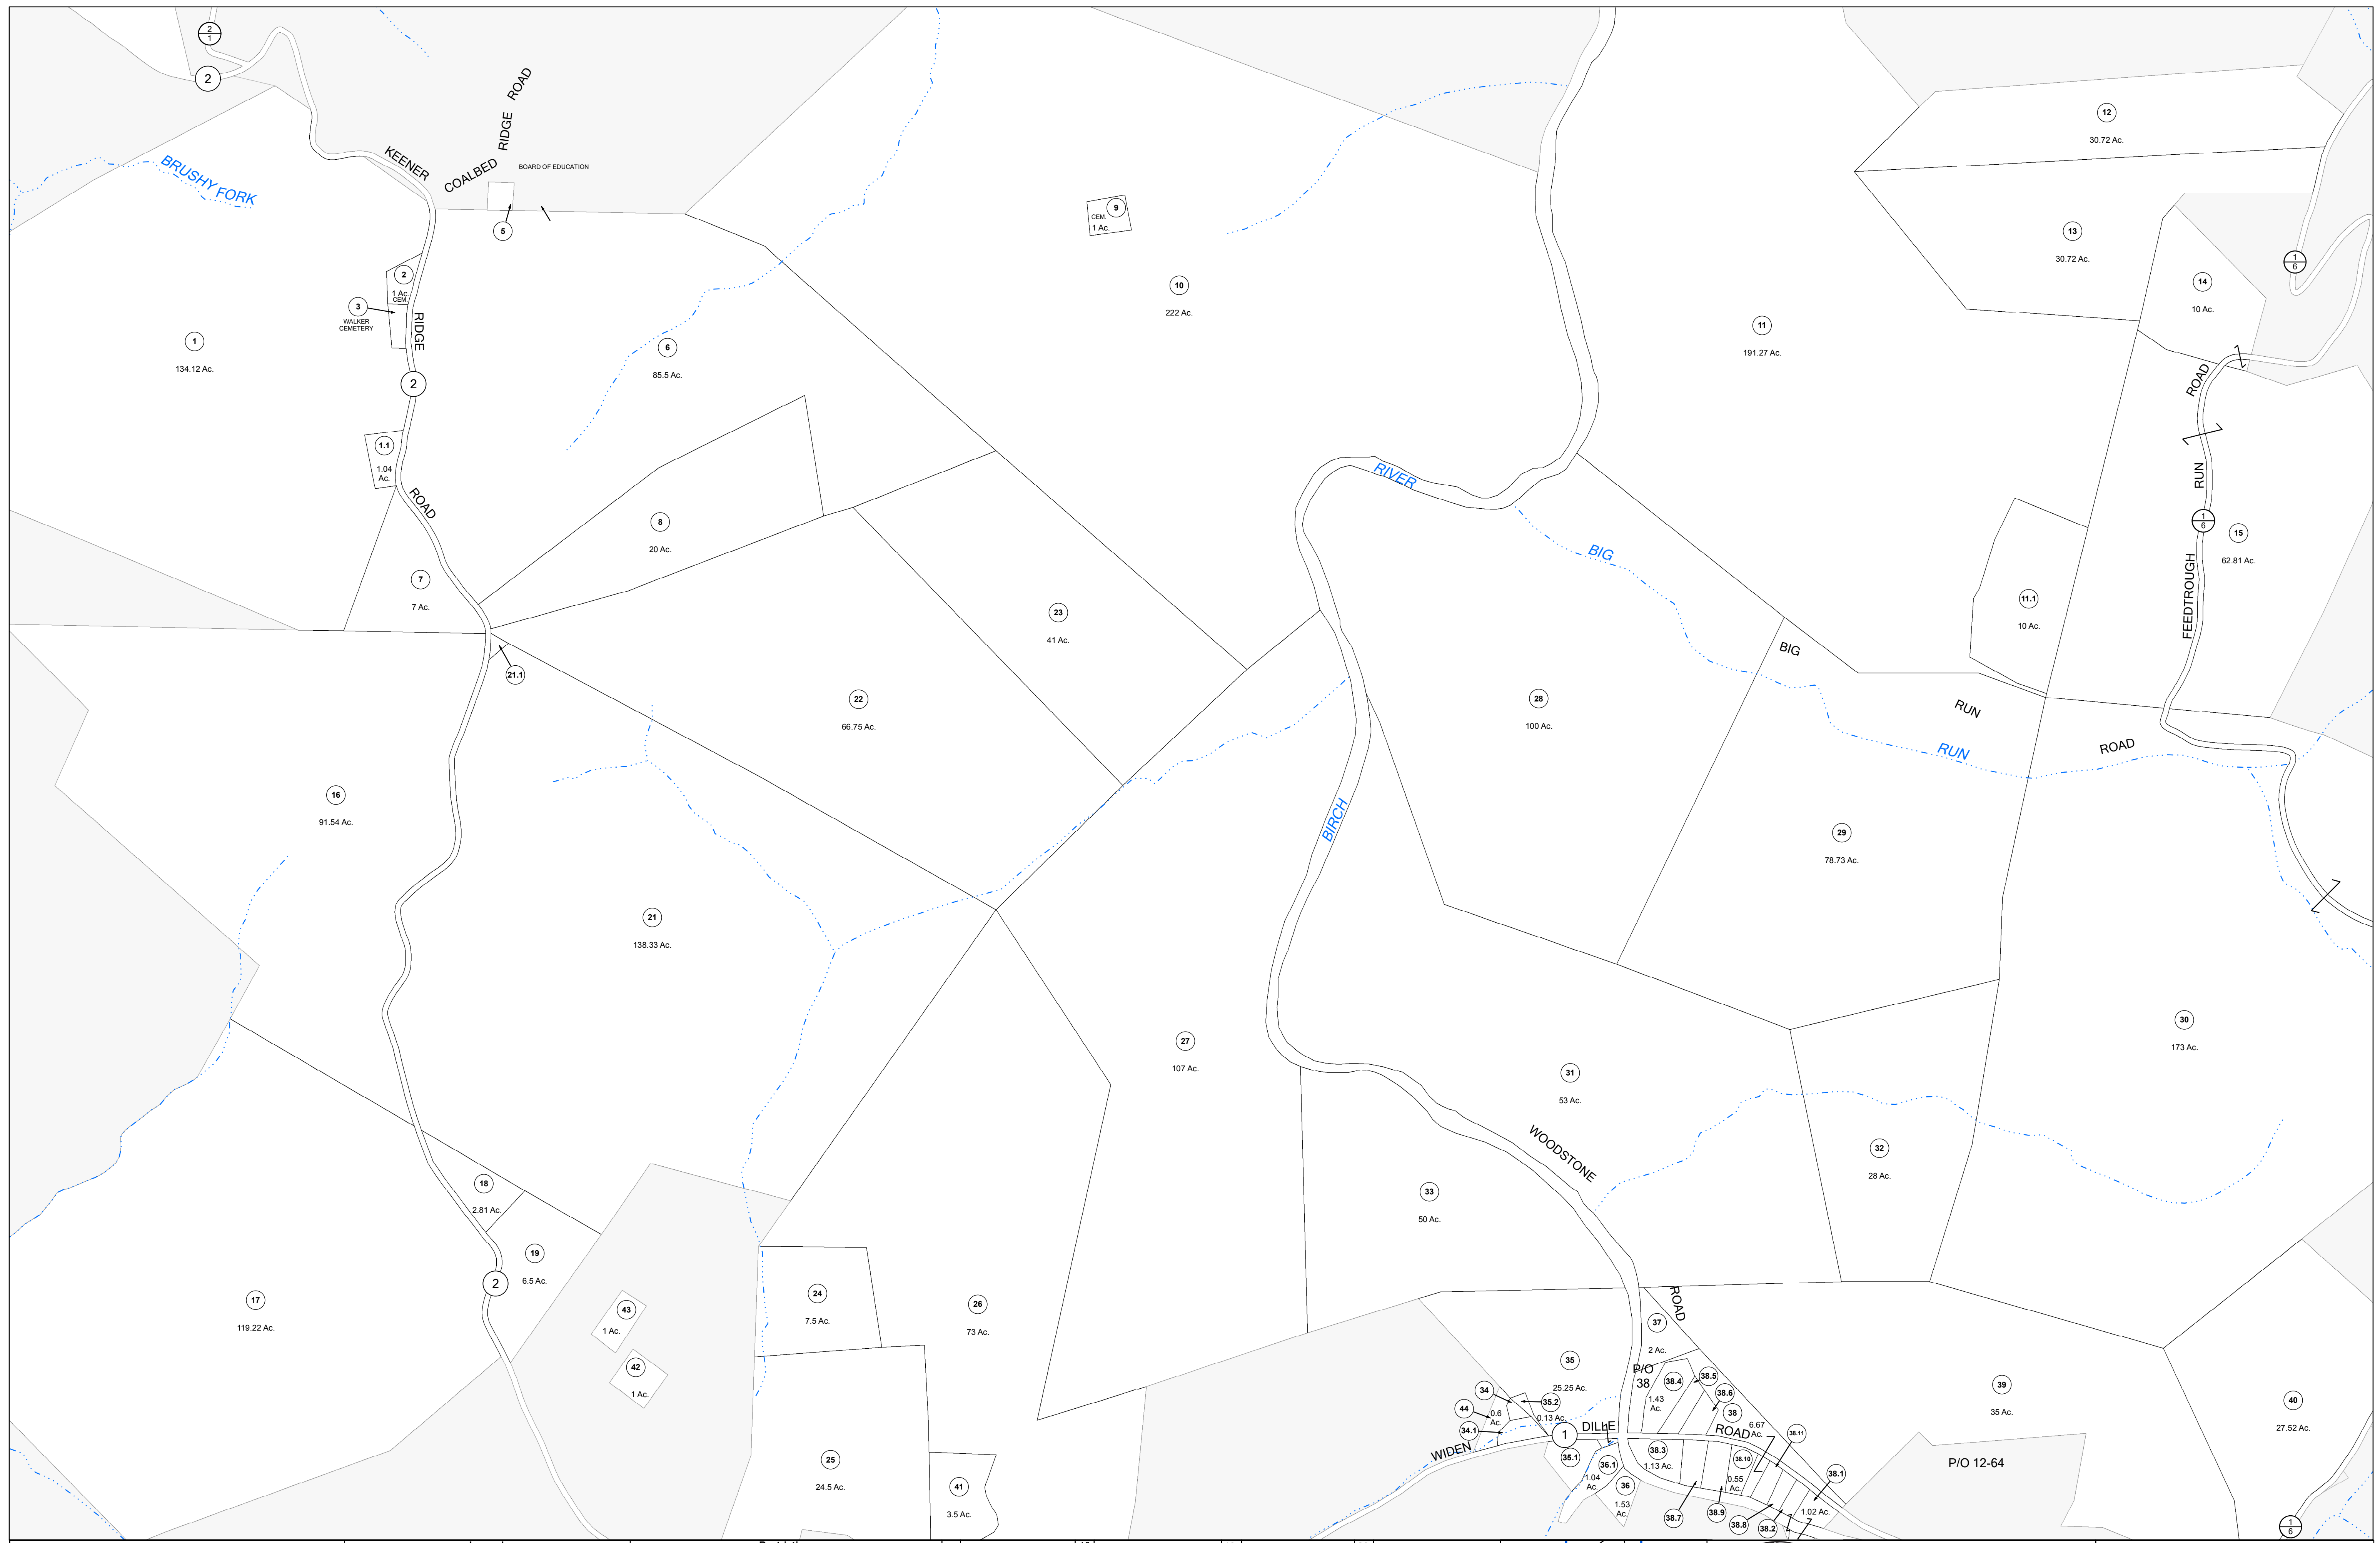 2
1
2
KEENER
COALBED
RIDGE
ROAD
BOARD OF EDUCATION
BRUSHY FORK
5
12
30.72 Ac.
9
CEM.
1 Ac.
13
30.72 Ac.
1
6
2
1 Ac.
CEM.
3
WALKER
CEMETERY
RIDGE
14
10 Ac.
10
222 Ac.
11
191.27 Ac.
1
134.12 Ac.
6
85.5 Ac.
2
ROAD
1.1
1.04
Ac.
ROAD
RIVER
RUN
8
20 Ac.
1
6
15
62.81 Ac.
BIG
FEEDTROUGH
7
7 Ac.
23
41 Ac.
11.1
10 Ac.
BIG
21.1
22
66.75 Ac.
28
100 Ac.
RUN
RUN
ROAD
16
91.54 Ac.
BIRCH
29
78.73 Ac.
21
138.33 Ac.
30
173 Ac.
27
107 Ac.
31
53 Ac.
WOODSTONE
32
28 Ac.
18
2.81 Ac.
33
50 Ac.
19
6.5 Ac.
2
17
119.22 Ac.
43
1 Ac.
24
7.5 Ac.
26
73 Ac.
ROAD
37
2 Ac.
42
1 Ac.
35
25.25 Ac.
P/O
38
38.4
1.43
Ac.
38.5
38.6
38
6.67
Ac.
39
35 Ac.
40
27.52 Ac.
34
35.2
44
0.6
Ac.
0.13 Ac.
34.1
WIDEN
1
DILLE
ROAD
38.11
35.1
36.1
1.04
Ac.
38.3
1.13 Ac.
38.10
0.55
Ac.
38.1
1.02 Ac.
P/O 12-64
36
1.53
Ac.
38.7
38.9
38.8
38.2
25
24.5 Ac.
41
3.5 Ac.
1
6